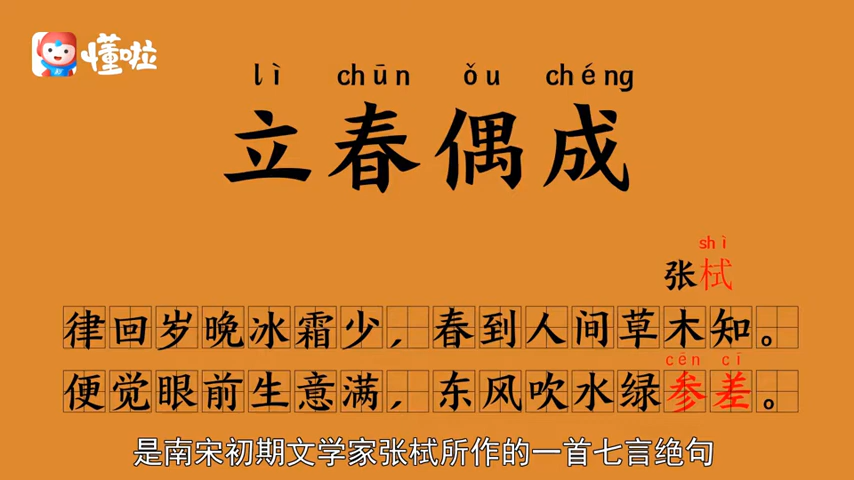 懂啦
lì chūn ǒu chéng
立春偶成
shì
张栻
律回岁晚冰霜少，春到人间草木知。
cēn cī
便觉眼前生意满，东风吹水绿参差。
是南宋初期文学家张栻所作的一首七言绝句